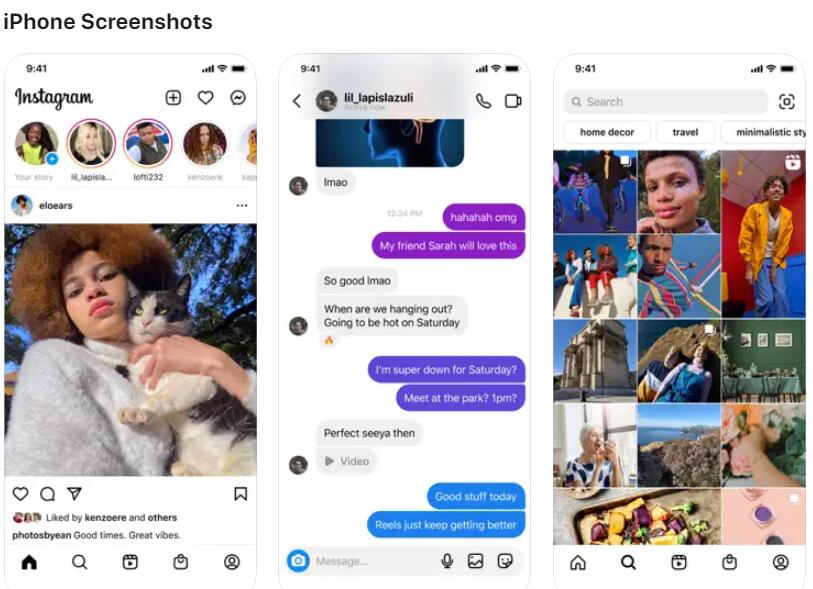 iPhone Screenshots
9:41
Instagram
Your story
lil_lapisla...
lofti232
kenzoere
sap
eloears
Liked by kenzoere and others
photosbyean Good times. Great vibes.
9:41
lil_lapislazuli
Active now
lmao
12:34 PM
hahahah omg
My friend Sarah will love this
So good lmao
When are we hanging out?
Going to be hot on Saturday
I'm super down for Saturday?
Meet at the park? 1pm?
Perfect seeya then
Video
Good stuff today
Reels just keep getting better
Message...
9:41
Search
home decor
travel
minimalistic sty